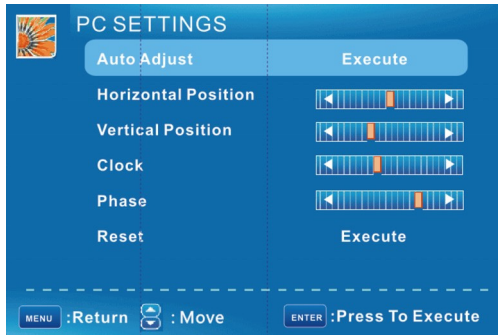 PC SETTINGS
Auto Adjust Execute
Horizontal Position
Vertical Position
Clock
Phase
Reset Execute
MENU :Return : Move ENTER :Press To Execute